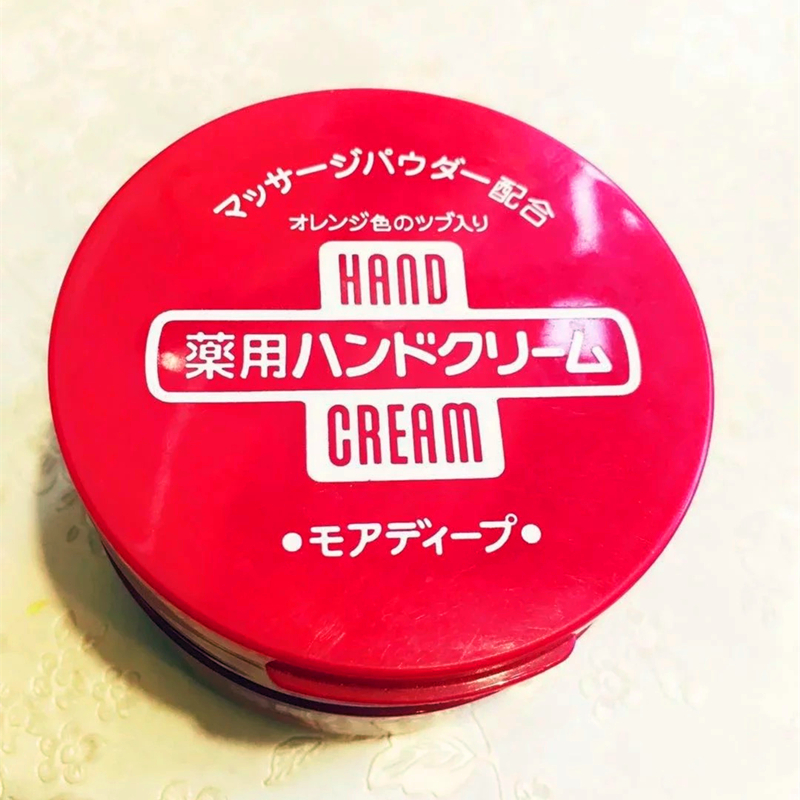 マッサージパウダー配合
オレンジ色のツブ入り
HAND
薬用ハンドクリーム
CREAM
•モアディープ•